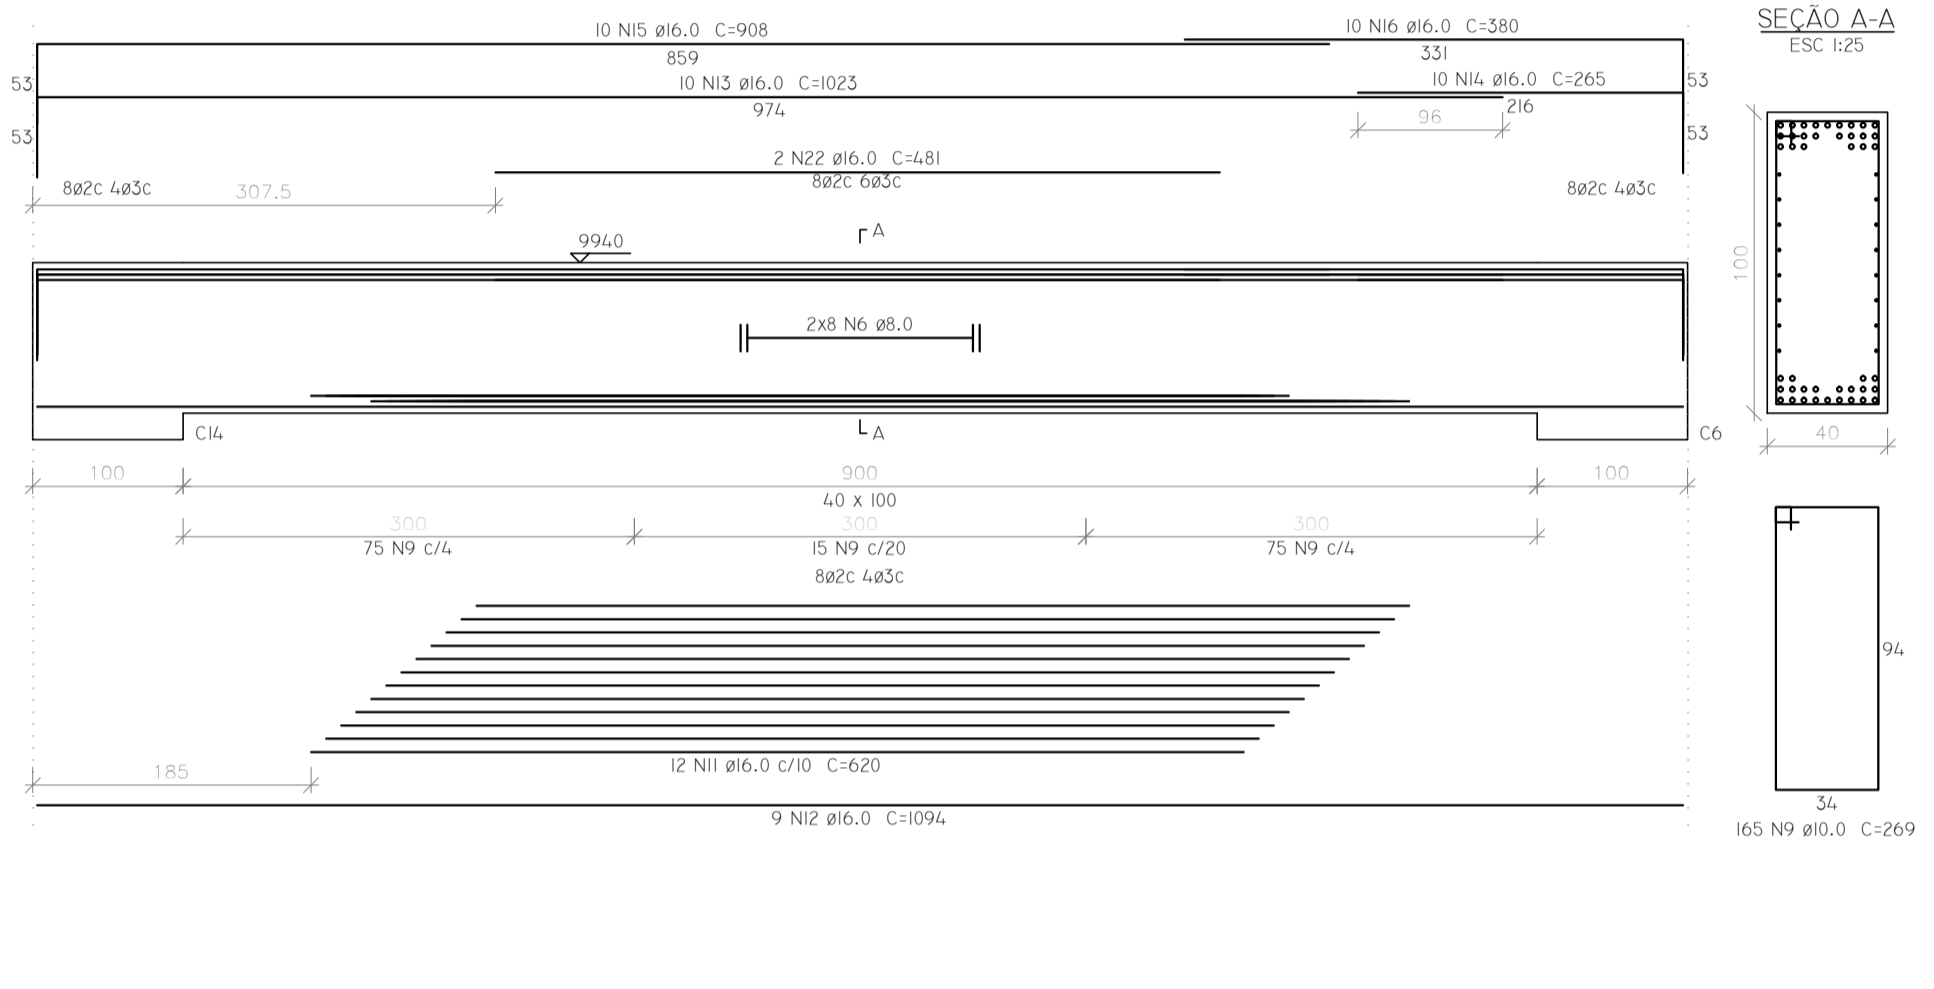 10 N15 ø16.0 C=908
10 N16 ø16.0 C=380
SEÇÃO A-A
ESC 1:25
859
331
53
10 N13 ø16.0 C=1023
10 N14 ø16.0 C=265
53
974
216
96
53
53
2 N22 ø16.0 C=481
8ø2c 6ø3c
8ø2c 4ø3c
307.5
8ø2c 4ø3c
A
9940
100
2x8 N6 ø8.0
C14
A
C6
40
100
900
100
40 x 100
300
300
300
75 N9 c/4
15 N9 c/20
75 N9 c/4
8ø2c 4ø3c
94
185
12 N11 ø16.0 c/10 C=620
34
9 N12 ø16.0 C=1094
165 N9 ø10.0 C=269